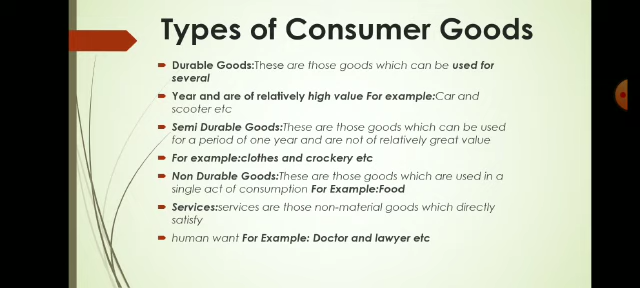 Types of Consumer Goods
Durable Goods:These are those goods which can be used for
several
Year and are of relatively high value For example:Car and
scooter etc
Semi Durable Goods:These are those goods which can be used
for a period of one year and are not of relatively great value
For example:clothes and crockery etc
Non Durable Goods:These are those goods which are used in a
single act of consumption For Example:Food
Services:services are those non-material goods which directly
satisfy
human want For Example: Doctor and lawyer etc